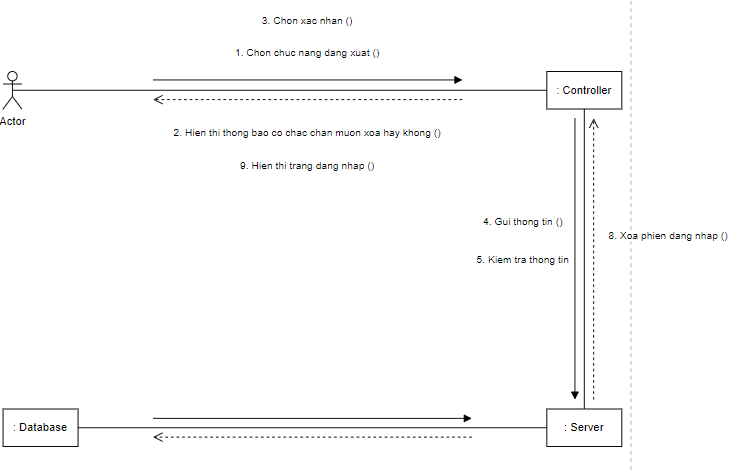 3. Chon xac nhan ()
1. Chon chuc nang dang xuat ()
: Controller
Actor
2. Hien thi thong bao co chac chan muon xoa hay khong ()
9. Hien thi trang dang nhap ()
4. Gui thong tin ()
8. Xoa phien dang nhap ()
5. Kiem tra thong tin
: Database
: Server